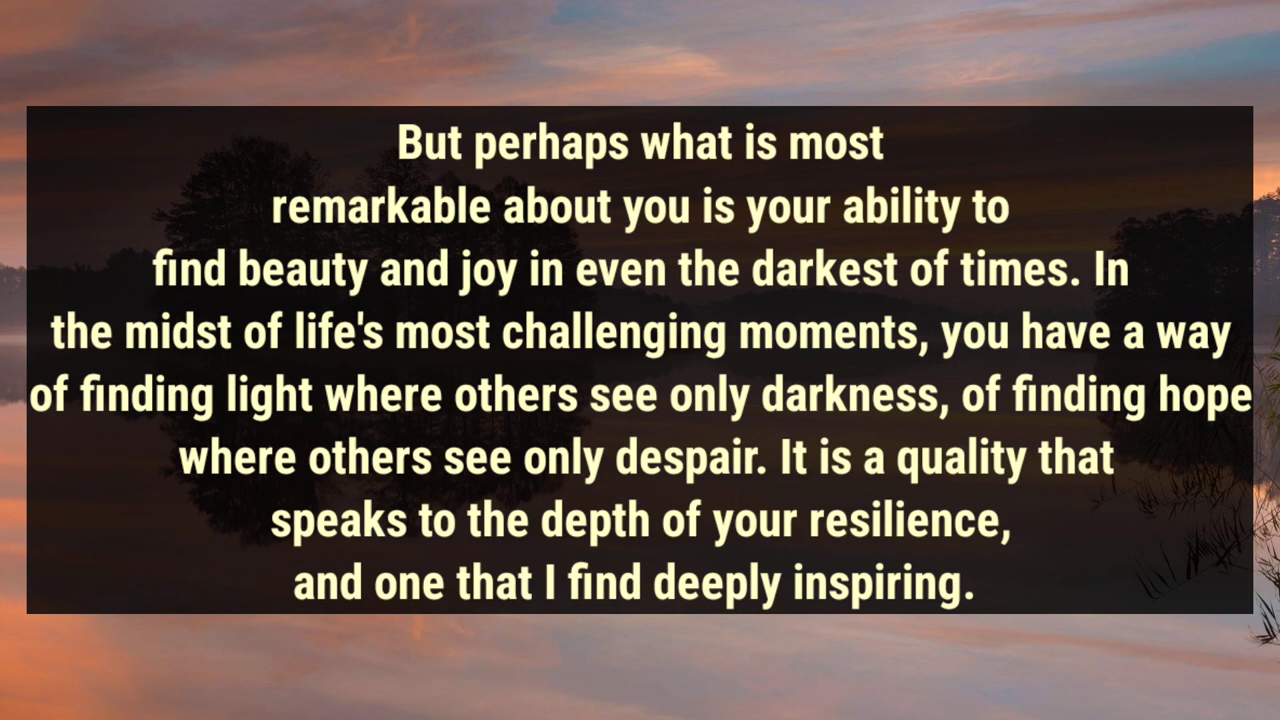 But perhaps what is most
remarkable about you is your ability to
find beauty and joy in even the darkest of times. In
the midst of life's most challenging moments, you have a way
of finding light where others see only darkness, of finding hope
where others see only despair. It is a quality that
speaks to the depth of your resilience,
and one that I find deeply inspiring.